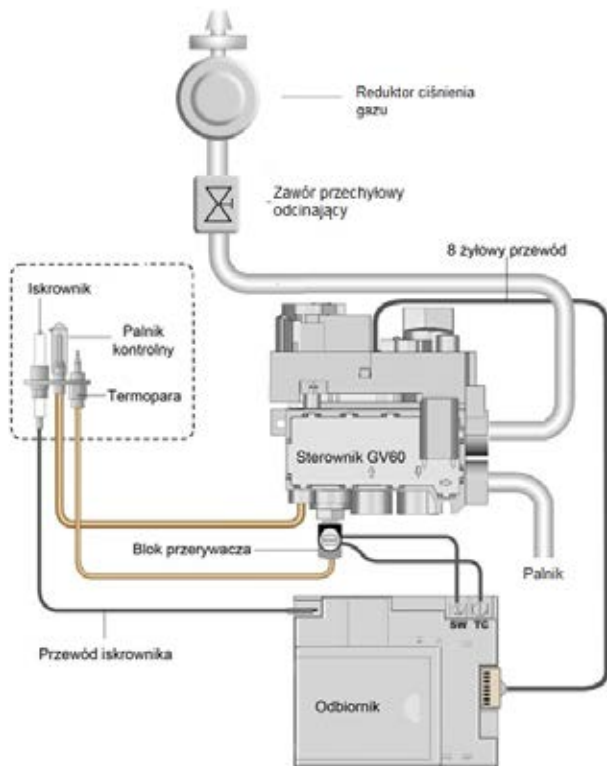 Reduktor ciśnienia
gazu
Zawór przechyłowy
odcinający
8 żyłowy przewód
Iskrownik
Palnik
kontrolny
Termopara
Sterownik GV60
Blok przerywacza
Palnik
SW TC
Przewód iskrownika
Odbiornik